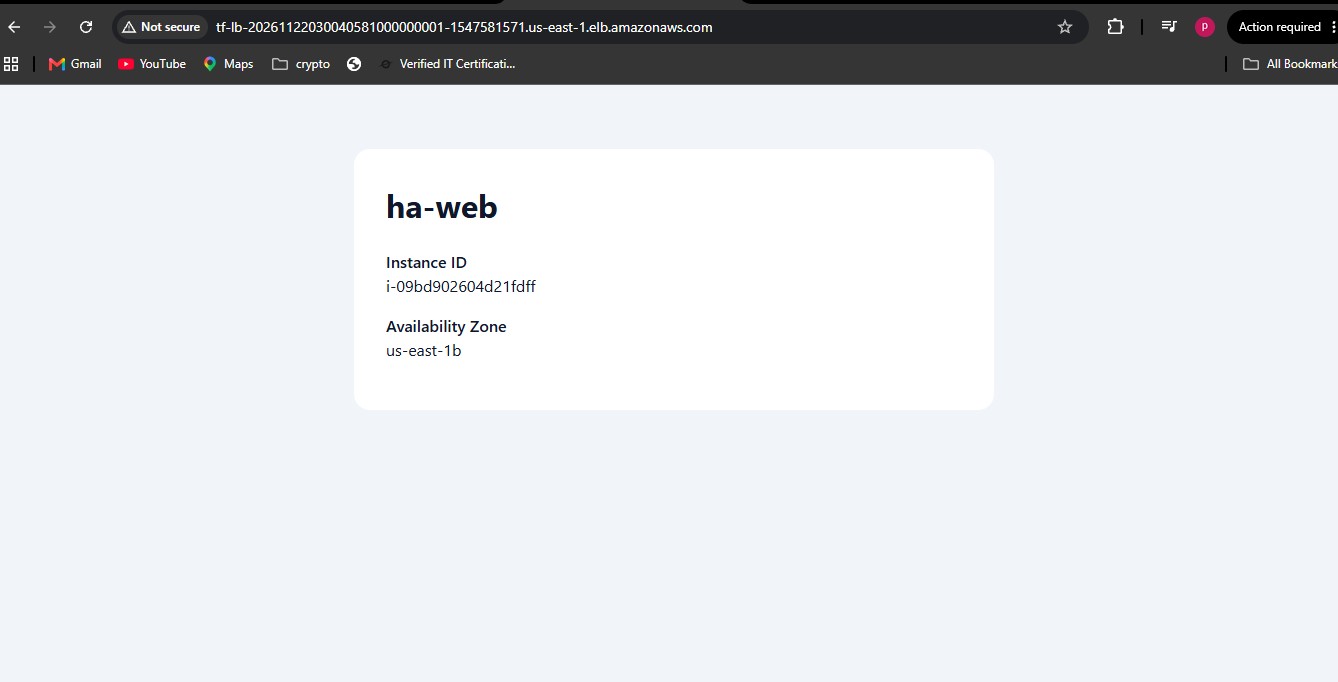 Not secure tf-lb-20261122030040581000000001-1547581571.us-east-1.elb.amazonaws.com P Action required
Gmail YouTube Maps crypto Verified IT Certificati... All Bookmark
ha-web
Instance ID
i-09bd902604d21fdff
Availability Zone
us-east-1b